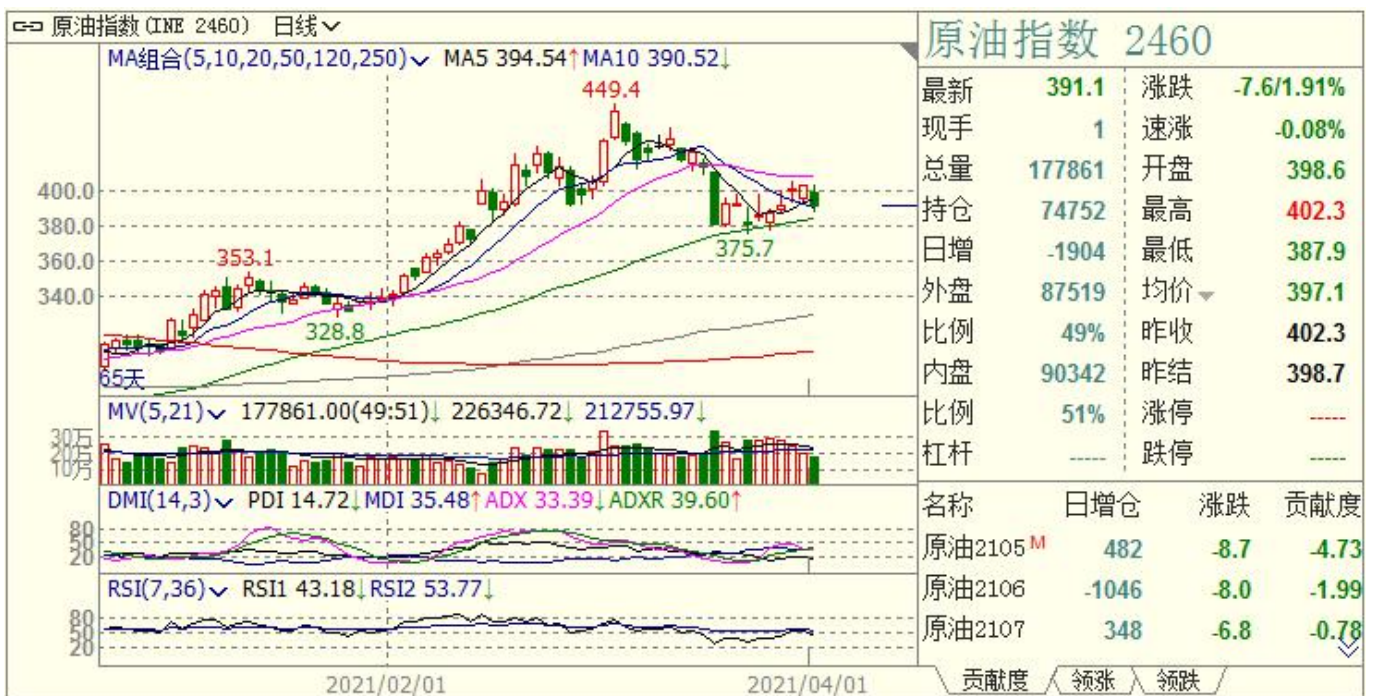 原油指数(INE 2460) 日线
MA组合(5,10,20,50,120,250) MA5 394.54↑MA10 390.52↓
449.4
400.0
380.0
353.1
375.7
360.0
340.0
328.8
65天
MV(5,21) 177861.00(49:51)↓ 226346.72↓ 212755.97↓
30万
20万
10万
DMI(14,3) PDI 14.72↓MDI 35.48↑ADX 33.39↓ADXR 39.60↑
80
50
20
RSI(7,36) RSI1 43.18↓RSI2 53.77↓
80
50
20
2021/02/01 2021/04/01
原油指数 2460
最新 391.1 涨跌 -7.6/1.91%
现手 1 速涨 -0.08%
总量 177861 开盘 398.6
持仓 74752 最高 402.3
日增 -1904 最低 387.9
外盘 87519 均价 397.1
比例 49% 昨收 402.3
内盘 90342 昨结 398.7
比例 51% 涨停 -----
杠杆 ----- 跌停 -----
名称 日增仓 涨跌 贡献度
原油2105 M 482 -8.7 -4.73
原油2106 -1046 -8.0 -1.99
原油2107 348 -6.8 -0.78
贡献度 领涨 领跌